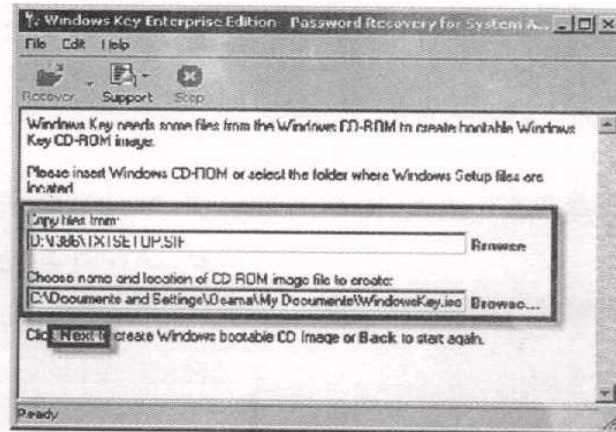 Windows Key Enterprise Edition - Password Recovery for System A...
File Edit Help
Recover Support Stop
Windows Key needs some files from the Windows CD-ROM to create bootable Windows
Key CD-ROM image.
Please insert Windows CD-ROM or select the folder where Windows Setup files are
located
Copy files from:
D:\I386\TXTSETUP.SIF Browse
Choose name and location of CD ROM image file to create:
C:\Documents and Settings\Osama\My Documents\WindowsKey.iso Browse...
Click Next to create Windows bootable CD Image or Back to start again.
Ready